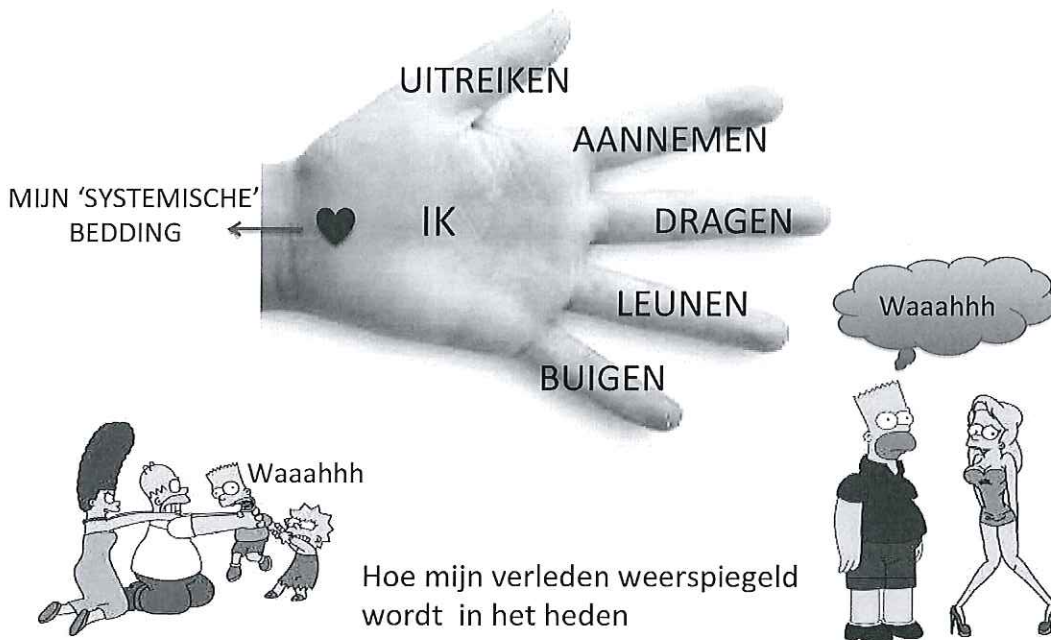 UITREIKEN
AANNEMEN
MIJN 'SYSTEMISCHE'
BEDDING
IK
DRAGEN
LEUNEN
BUIGEN
Waaahhh
Waaahhh
Hoe mijn verleden weerspiegeld
wordt in het heden